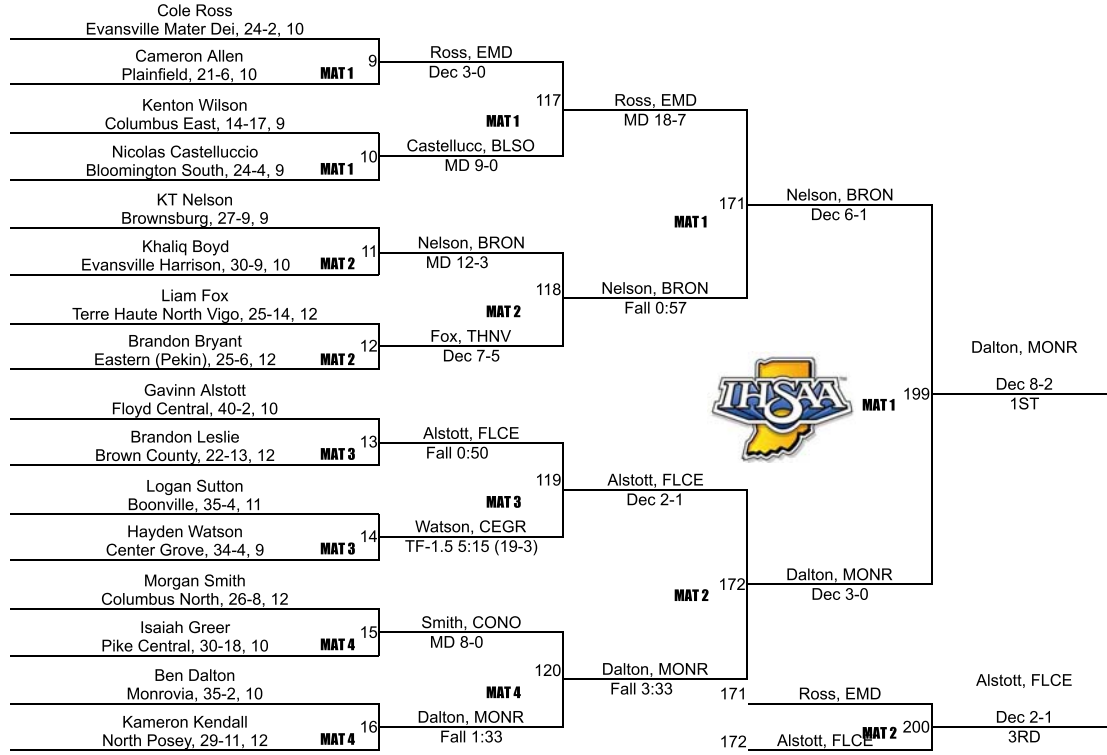 Cole Ross
Evansville Mater Dei, 24-2, 10
Cameron Allen
Plainfield, 21-6, 10
MAT 1
9
Kenton Wilson
Columbus East, 14-17, 9
Nicolas Castelluccio
Bloomington South, 24-4, 9
MAT 1
10
KT Nelson
Brownsburg, 27-9, 9
Khaliq Boyd
Evansville Harrison, 30-9, 10
MAT 2
11
Liam Fox
Terre Haute North Vigo, 25-14, 12
Brandon Bryant
Eastern (Pekin), 25-6, 12
MAT 2
12
Gavinn Alstott
Floyd Central, 40-2, 10
Brandon Leslie
Brown County, 22-13, 12
MAT 3
13
Logan Sutton
Boonville, 35-4, 11
Hayden Watson
Center Grove, 34-4, 9
MAT 3
14
Morgan Smith
Columbus North, 26-8, 12
Isaiah Greer
Pike Central, 30-18, 10
MAT 4
15
Ben Dalton
Monrovia, 35-2, 10
Kameron Kendall
North Posey, 29-11, 12
MAT 4
16
Ross, EMD
Dec 3-0
117
MAT 1
Castellucc, BLSO
MD 9-0
Nelson, BRON
MD 12-3
118
MAT 2
Fox, THNV
Dec 7-5
Alstott, FLCE
Fall 0:50
119
MAT 3
Watson, CEGR
TF-1.5 5:15 (19-3)
Smith, CONO
MD 8-0
120
MAT 4
Dalton, MONR
Fall 1:33
Ross, EMD
MD 18-7
171
MAT 1
Nelson, BRON
Fall 0:57
Alstott, FLCE
Dec 2-1
172
MAT 2
Dalton, MONR
Fall 3:33
Nelson, BRON
Dec 6-1
IHSAA
MAT 1
199
Dalton, MONR
Dec 3-0
Dalton, MONR
Dec 8-2
1ST
171
Ross, EMD
MAT 2
200
172
Alstott, FLCE
Alstott, FLCE
Dec 2-1
3RD